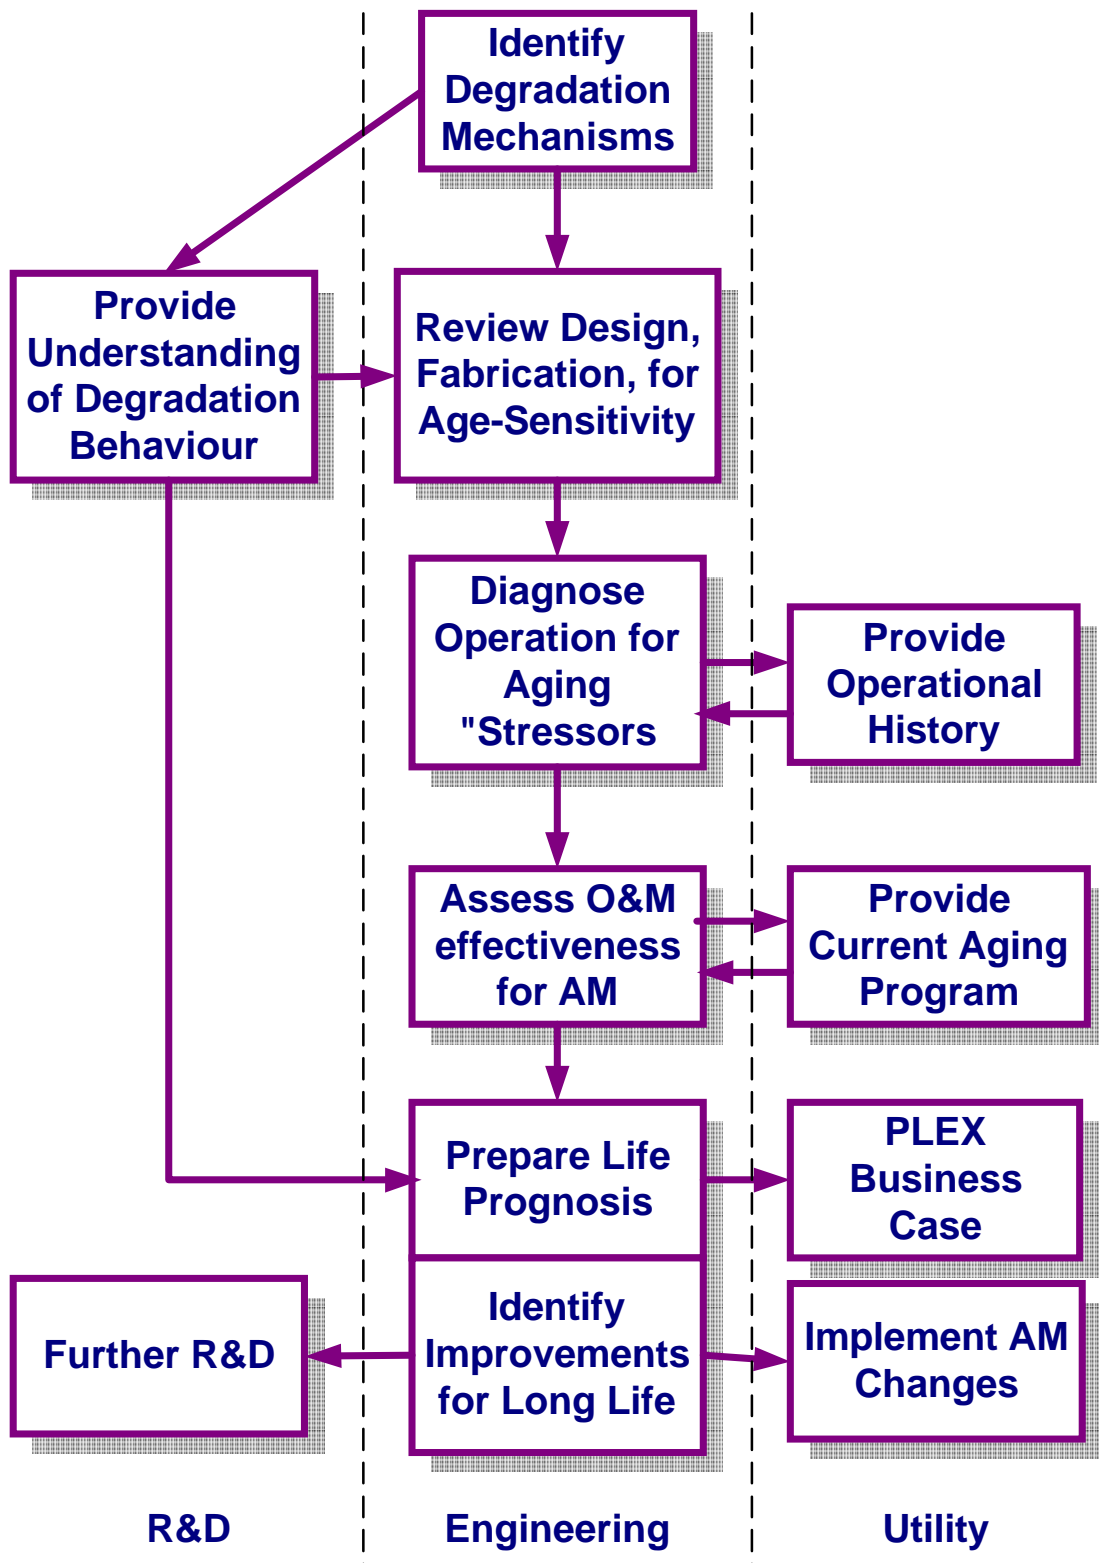 Identify
Degradation
Mechanisms
Provide
Understanding
of Degradation
Behaviour
Review Design,
Fabrication, for
Age-Sensitivity
Diagnose
Operation for
Aging
"Stressors
Provide
Operational
History
Assess O&M
effectiveness
for AM
Provide
Current Aging
Program
Prepare Life
Prognosis
PLEX
Business
Case
Further R&D
Identify
Improvements
for Long Life
Implement AM
Changes
R&D
Engineering
Utility